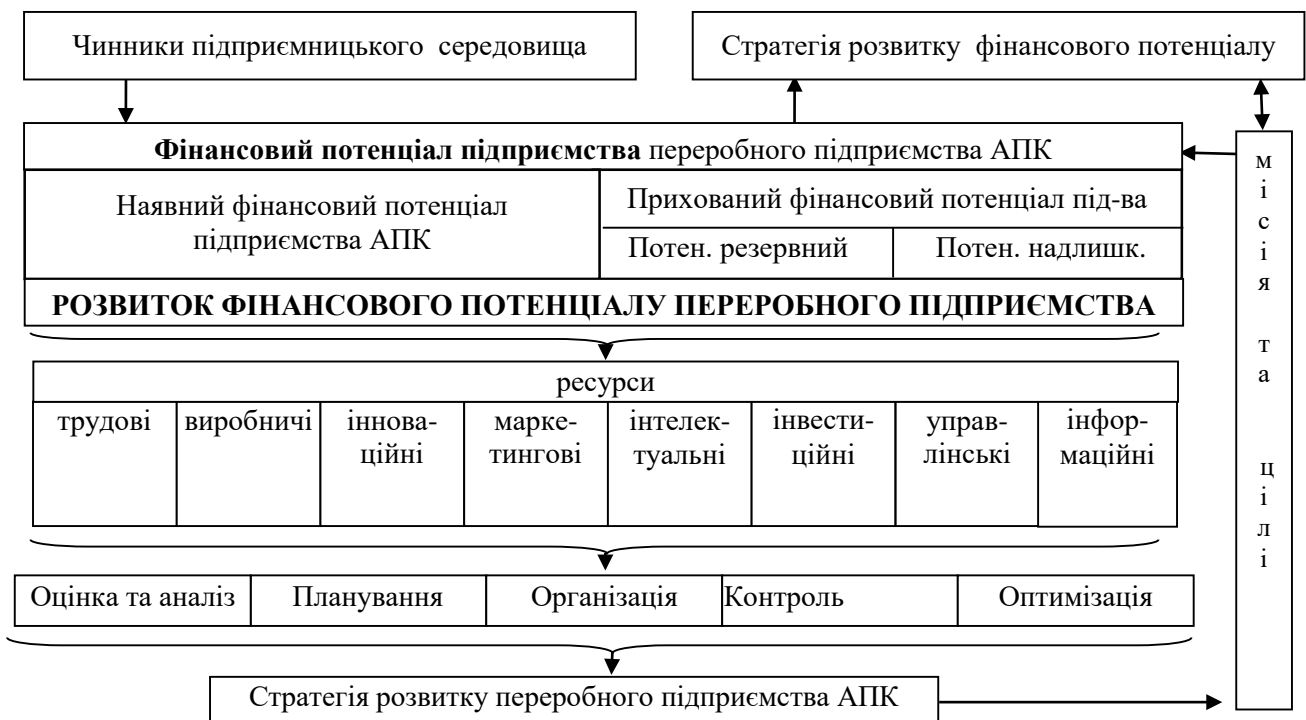 Чинники підприємницького середовища
Стратегія розвитку фінансового потенціалу
Фінансовий потенціал підприємства переробного підприємства АПК
Наявний фінансовий потенціал
підприємства АПК
Прихований фінансовий потенціал під-ва
Потен. резервний
Потен. надлишк.
РОЗВИТОК ФІНАНСОВОГО ПОТЕНЦІАЛУ ПЕРЕРОБНОГО ПІДПРИЄМСТВА
ресурси
трудові
виробничі
іннова-
ційні
марке-
тингові
інтелек-
туальні
інвести-
ційні
управ-
лінські
інфор-
маційні
Оцінка та аналіз
Планування
Організація
Контроль
Оптимізація
Стратегія розвитку переробного підприємства АПК
місія та цілі